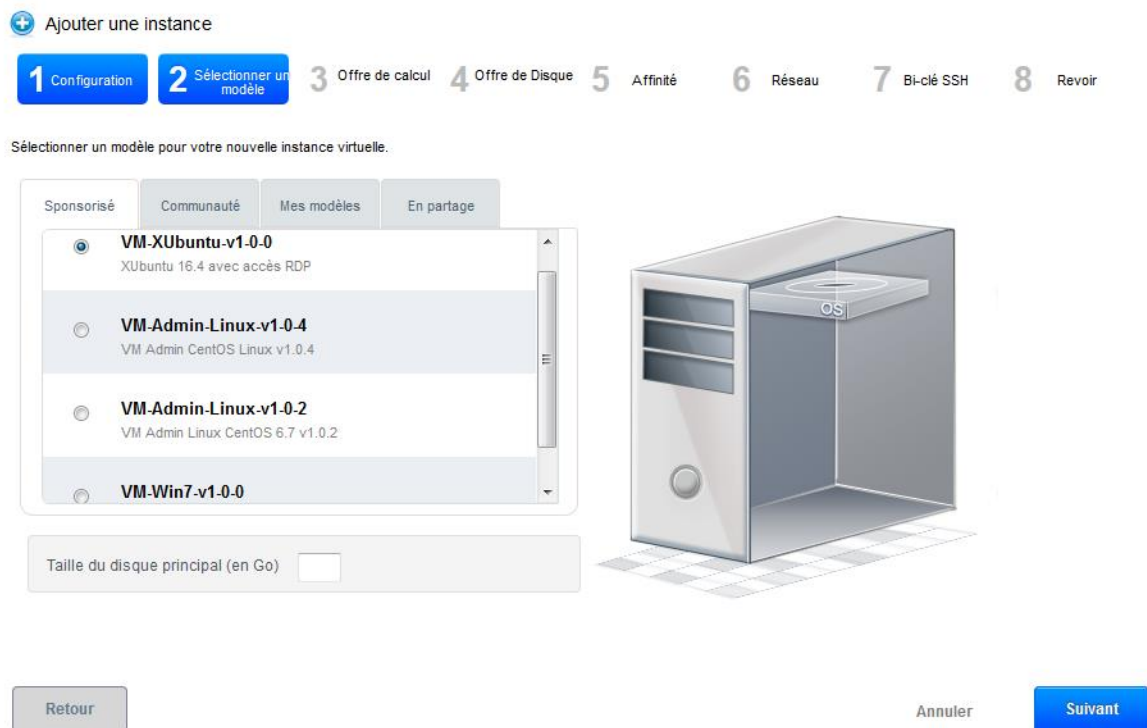 Ajouter une instance
1 Configuration 2 Sélectionner un modèle 3 Offre de calcul 4 Offre de Disque 5 Affinité 6 Réseau 7 Bi-clé SSH 8 Revoir
Sélectionner un modèle pour votre nouvelle instance virtuelle.
Sponsorisé Communauté Mes modèles En partage
VM-XUbuntu-v1-0-0
XUbuntu 16.4 avec accès RDP
VM-Admin-Linux-v1-0-4
VM Admin CentOS Linux v1.0.4
VM-Admin-Linux-v1-0-2
VM Admin Linux CentOS 6.7 v1.0.2
VM-Win7-v1-0-0
OS
Taille du disque principal (en Go)
Retour Annuler Suivant